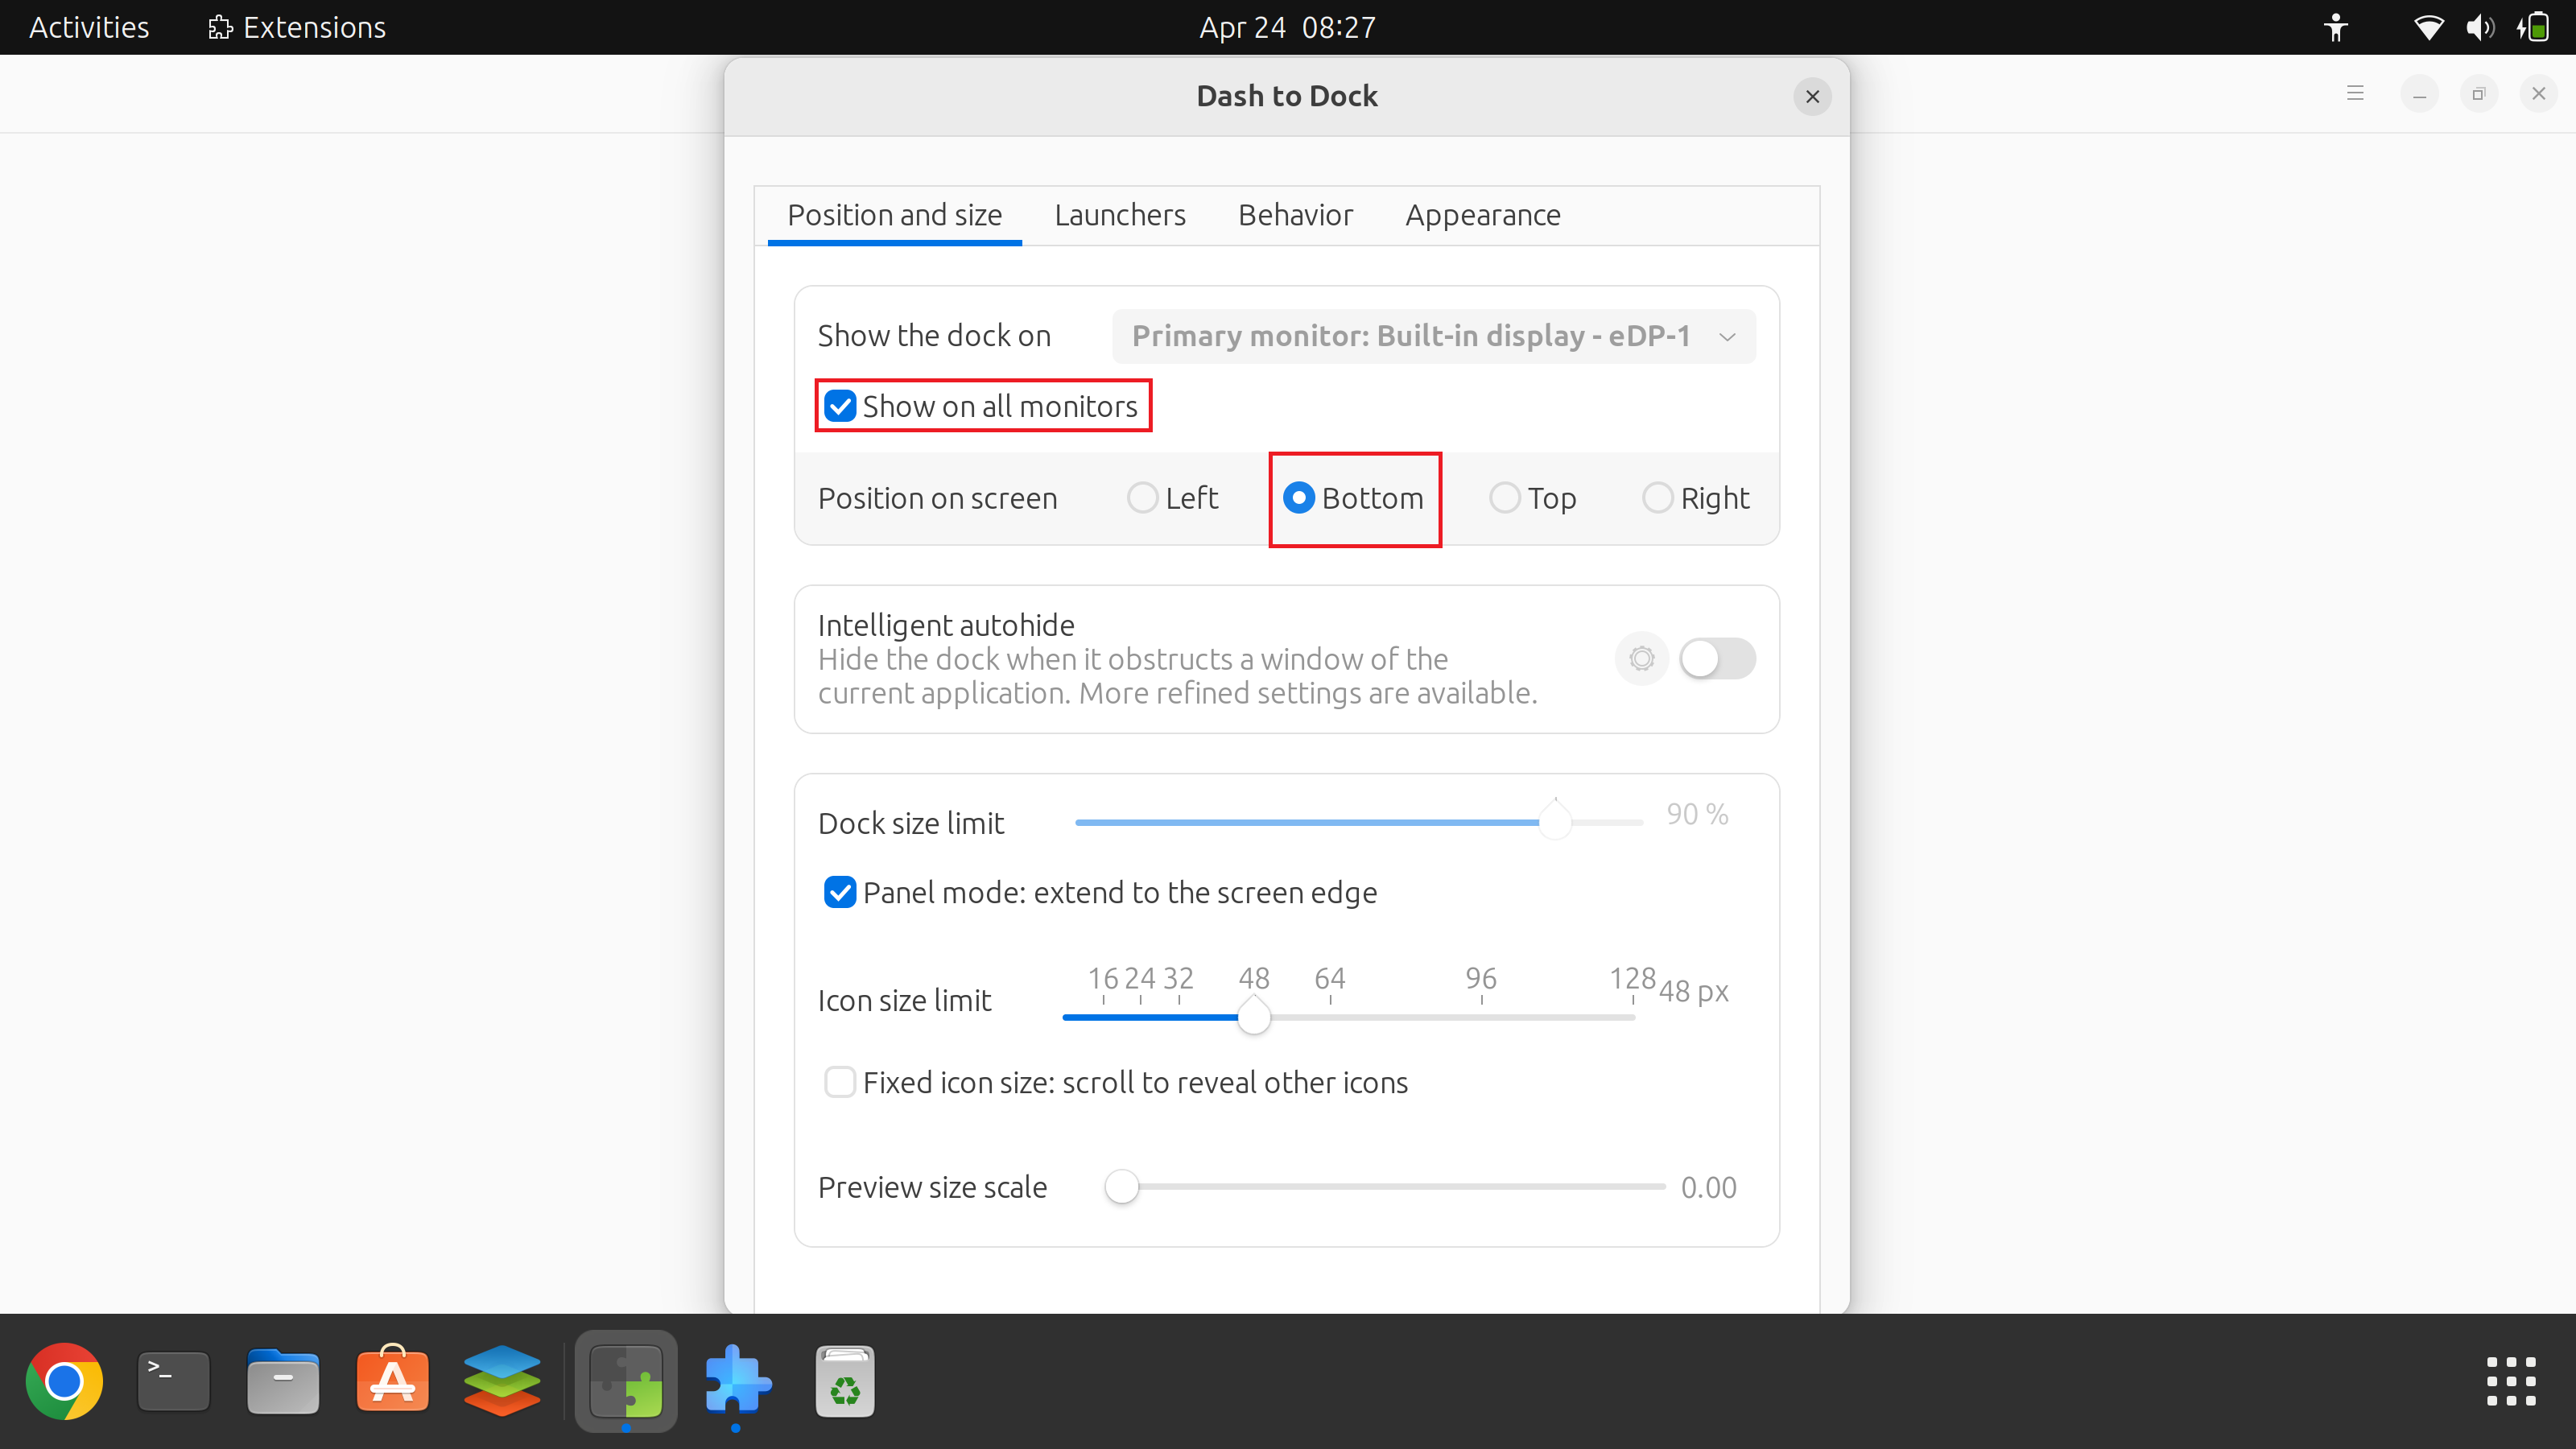 Activities Extensions Apr 24 08:27
Dash to Dock
Position and size Launchers Behavior Appearance
Show the dock on Primary monitor: Built-in display - eDP-1
Show on all monitors
Position on screen Left Bottom Top Right
Intelligent autohide
Hide the dock when it obstructs a window of the
current application. More refined settings are available.
Dock size limit 90 %
Panel mode: extend to the screen edge
16 24 32 48 64 96 128
Icon size limit 48 px
Fixed icon size: scroll to reveal other icons
Preview size scale 0.00
>_